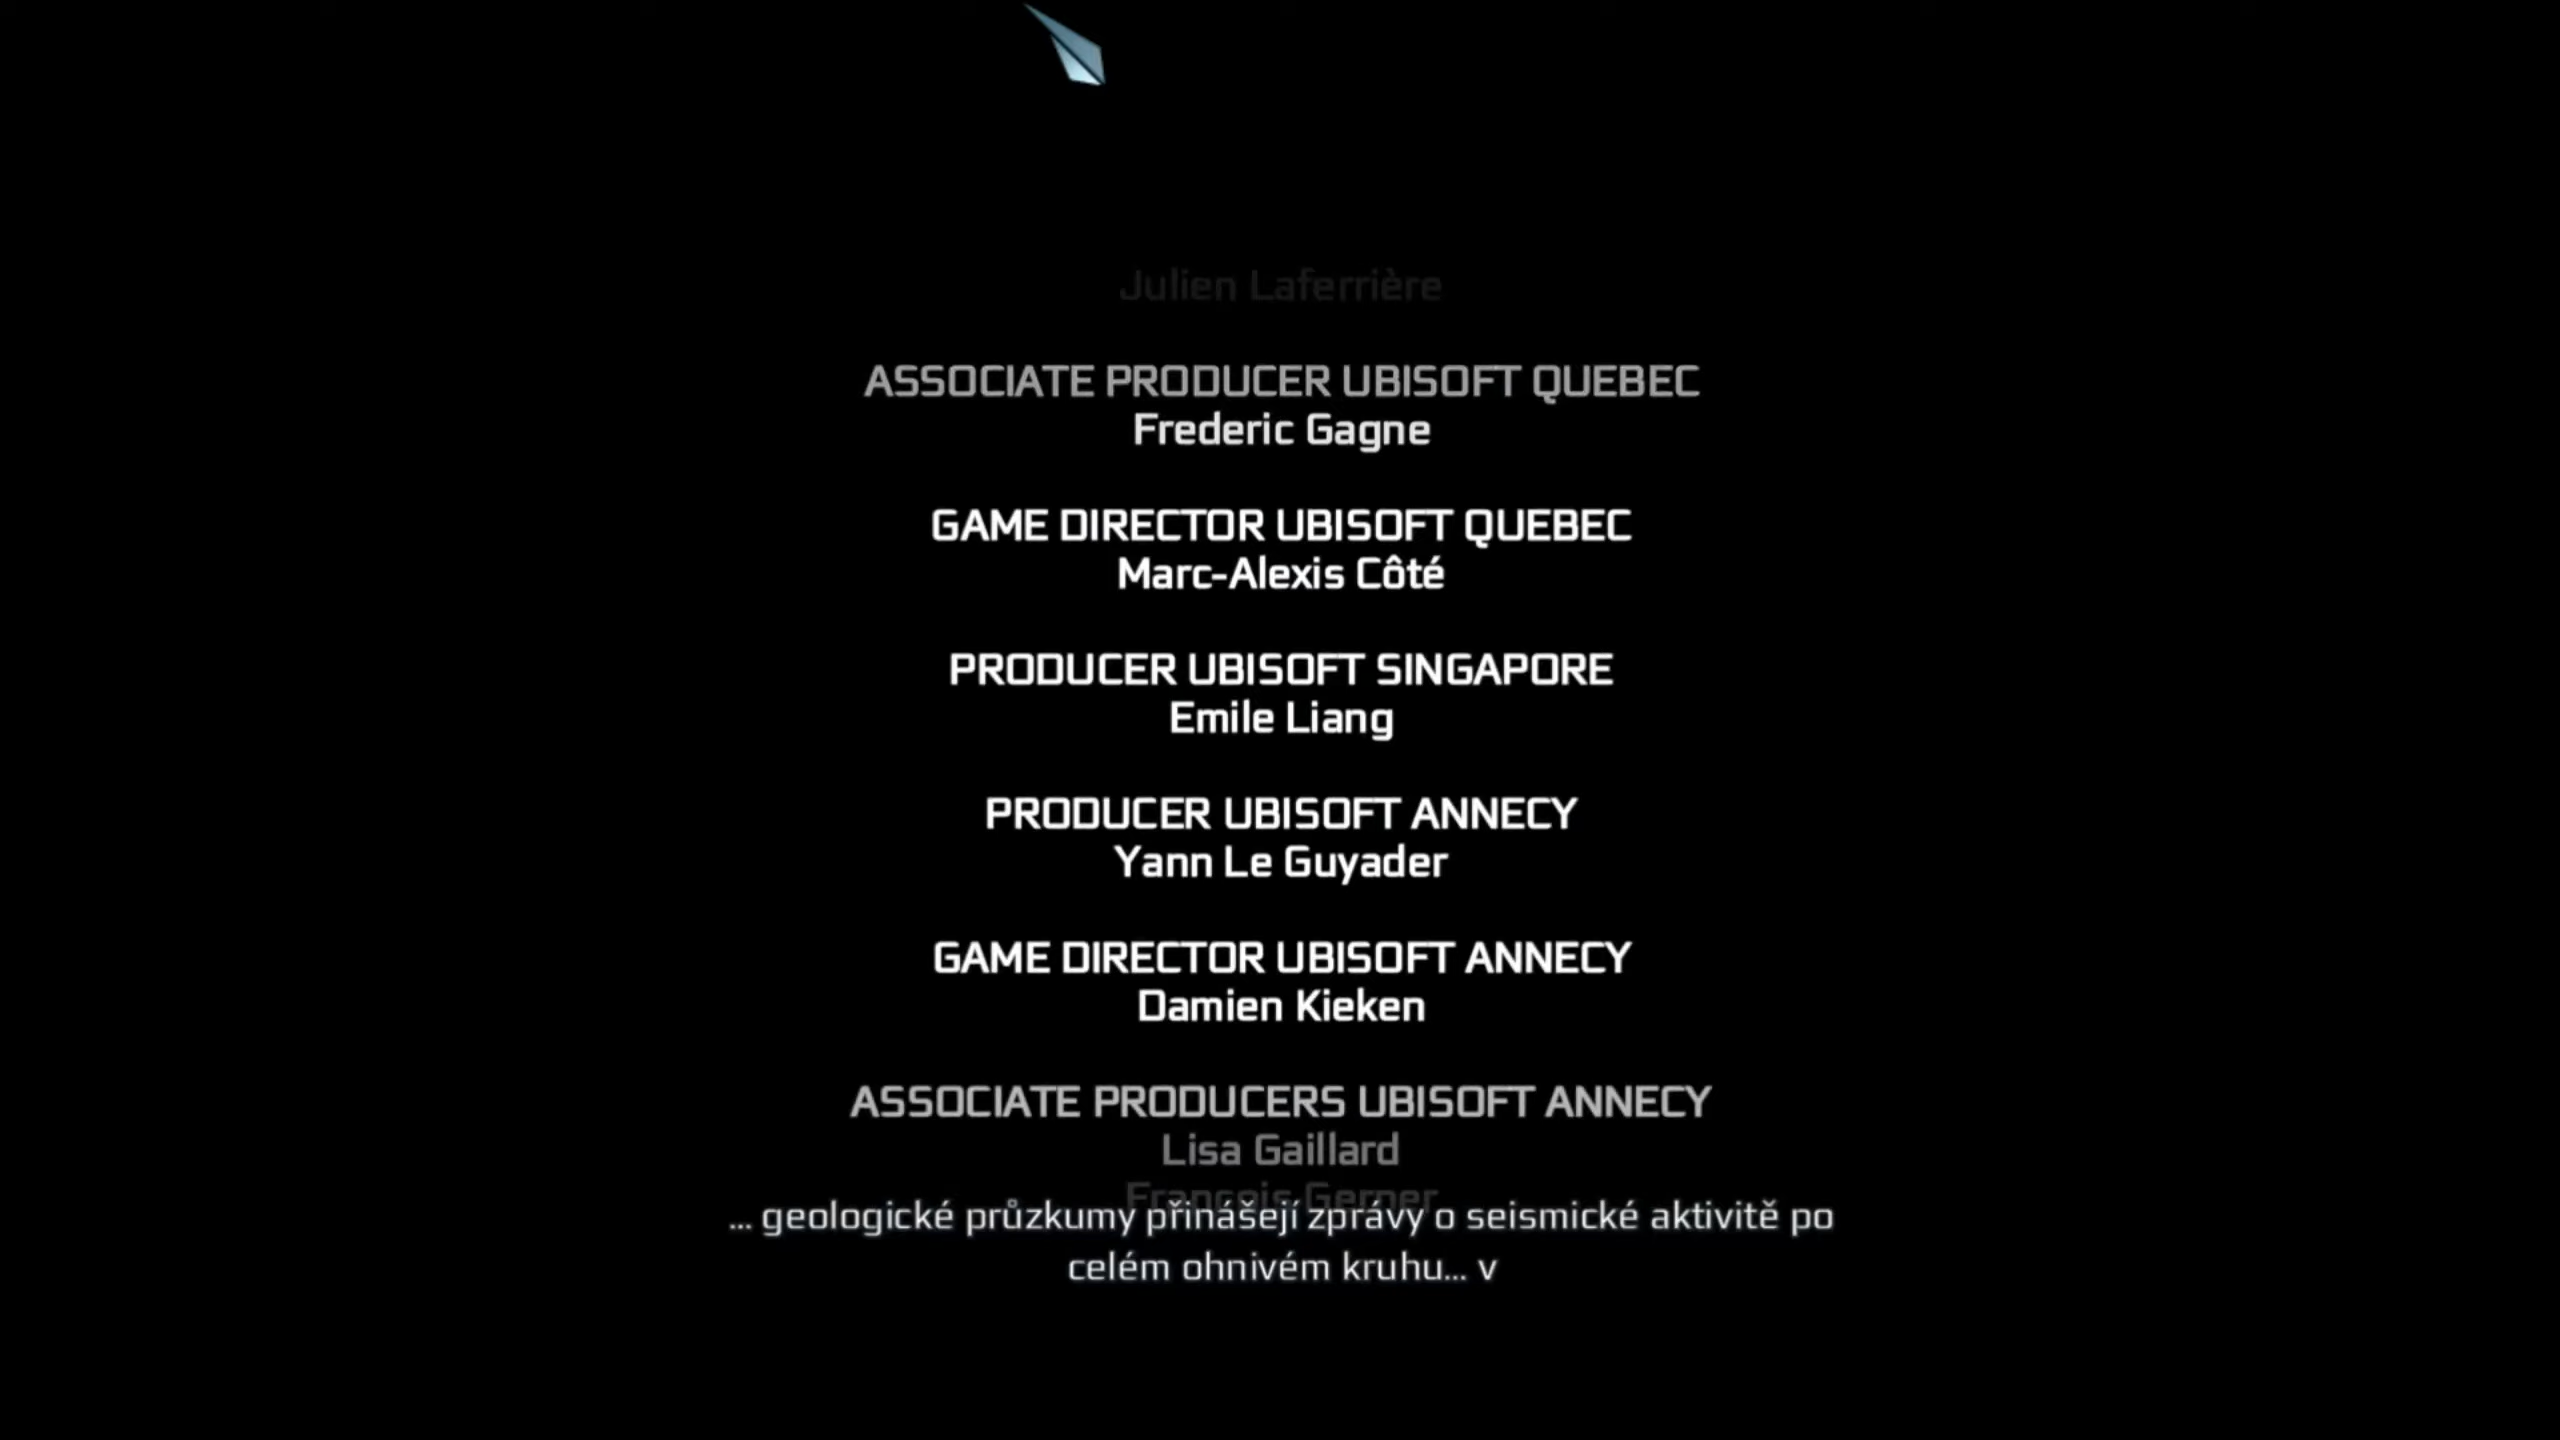 Julien Laferrière
ASSOCIATE PRODUCER UBISOFT QUEBEC
Frederic Gagne
GAME DIRECTOR UBISOFT QUEBEC
Marc-Alexis Côté
PRODUCER UBISOFT SINGAPORE
Emile Liang
PRODUCER UBISOFT ANNECY
Yann Le Guyader
GAME DIRECTOR UBISOFT ANNECY
Damien Kieken
ASSOCIATE PRODUCERS UBISOFT ANNECY
Lisa Gaillard
François Gerner
... geologické průzkumy přinášejí zprávy o seismické aktivitě po
celém ohnivém kruhu... v